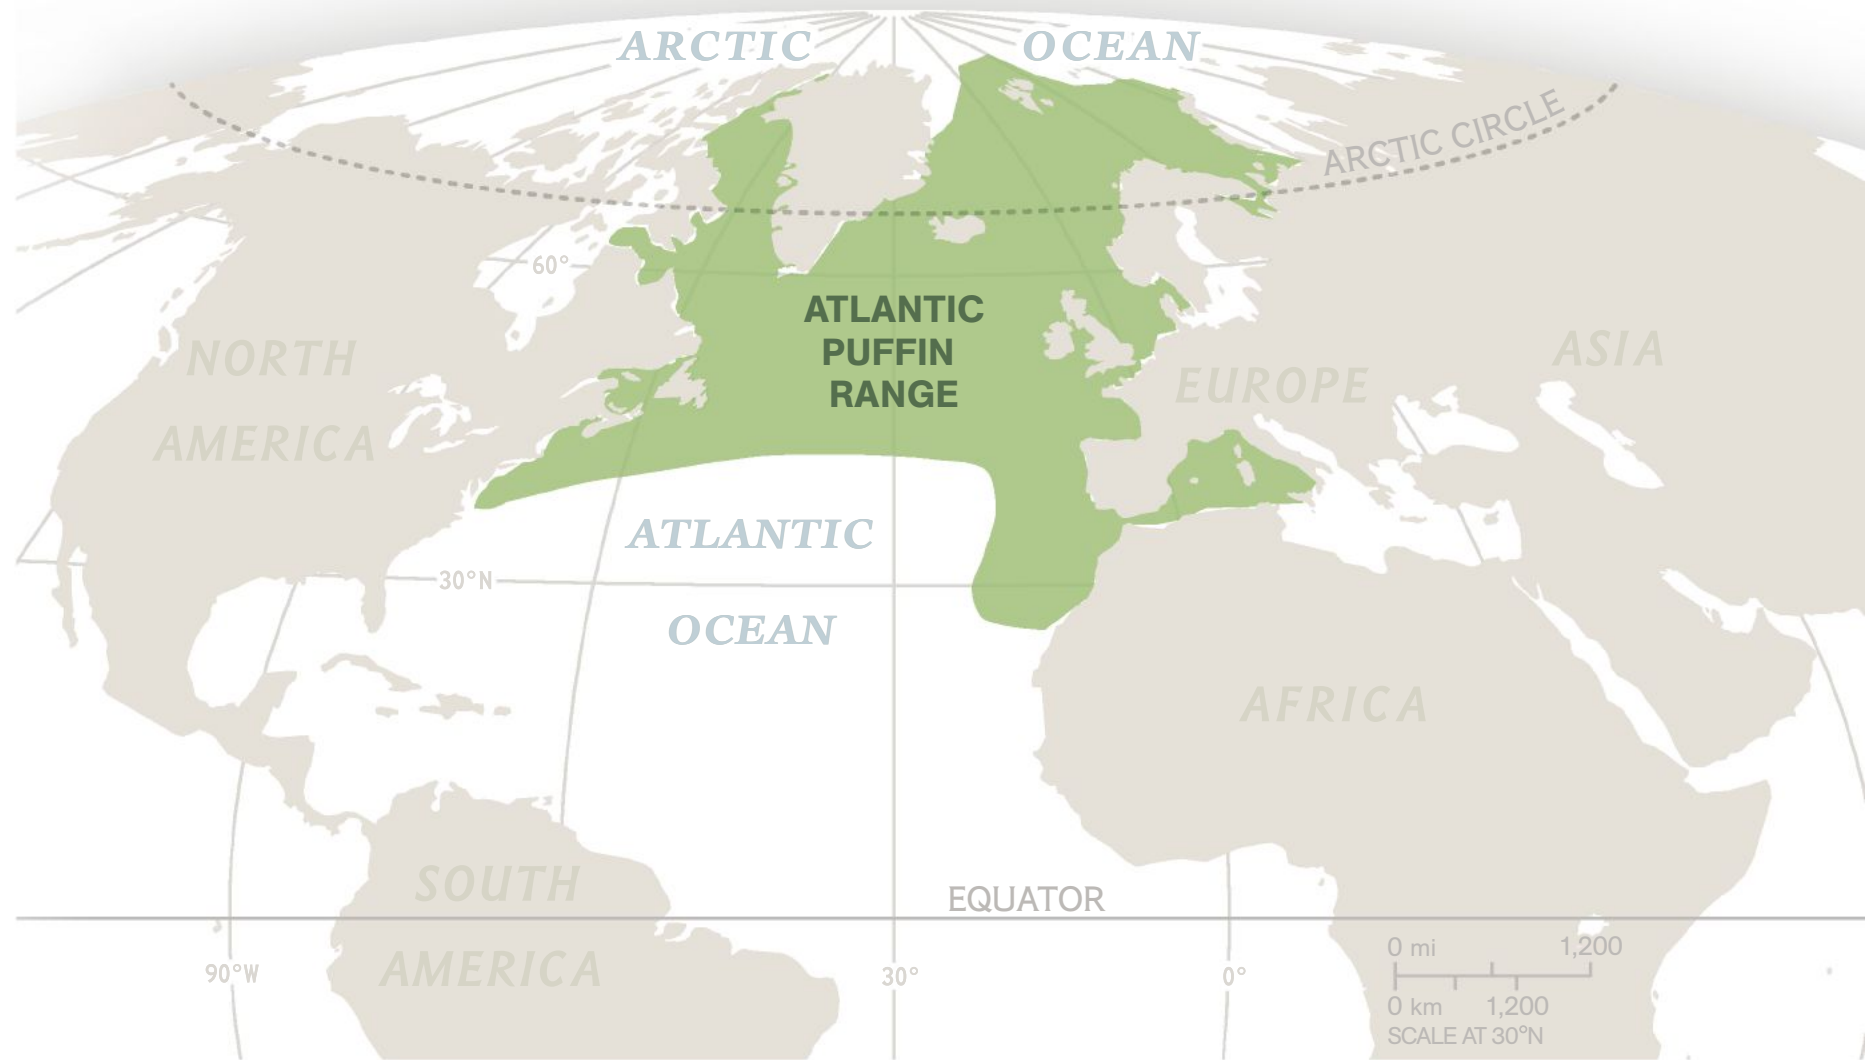 ARCTIC OCEAN
ARCTIC CIRCLE
60°
ATLANTIC
PUFFIN
RANGE
NORTH
AMERICA
EUROPE
ASIA
ATLANTIC
OCEAN
30°N
AFRICA
SOUTH
AMERICA
EQUATOR
90°W
30°
0°
0 mi 1,200
0 km 1,200
SCALE AT 30°N